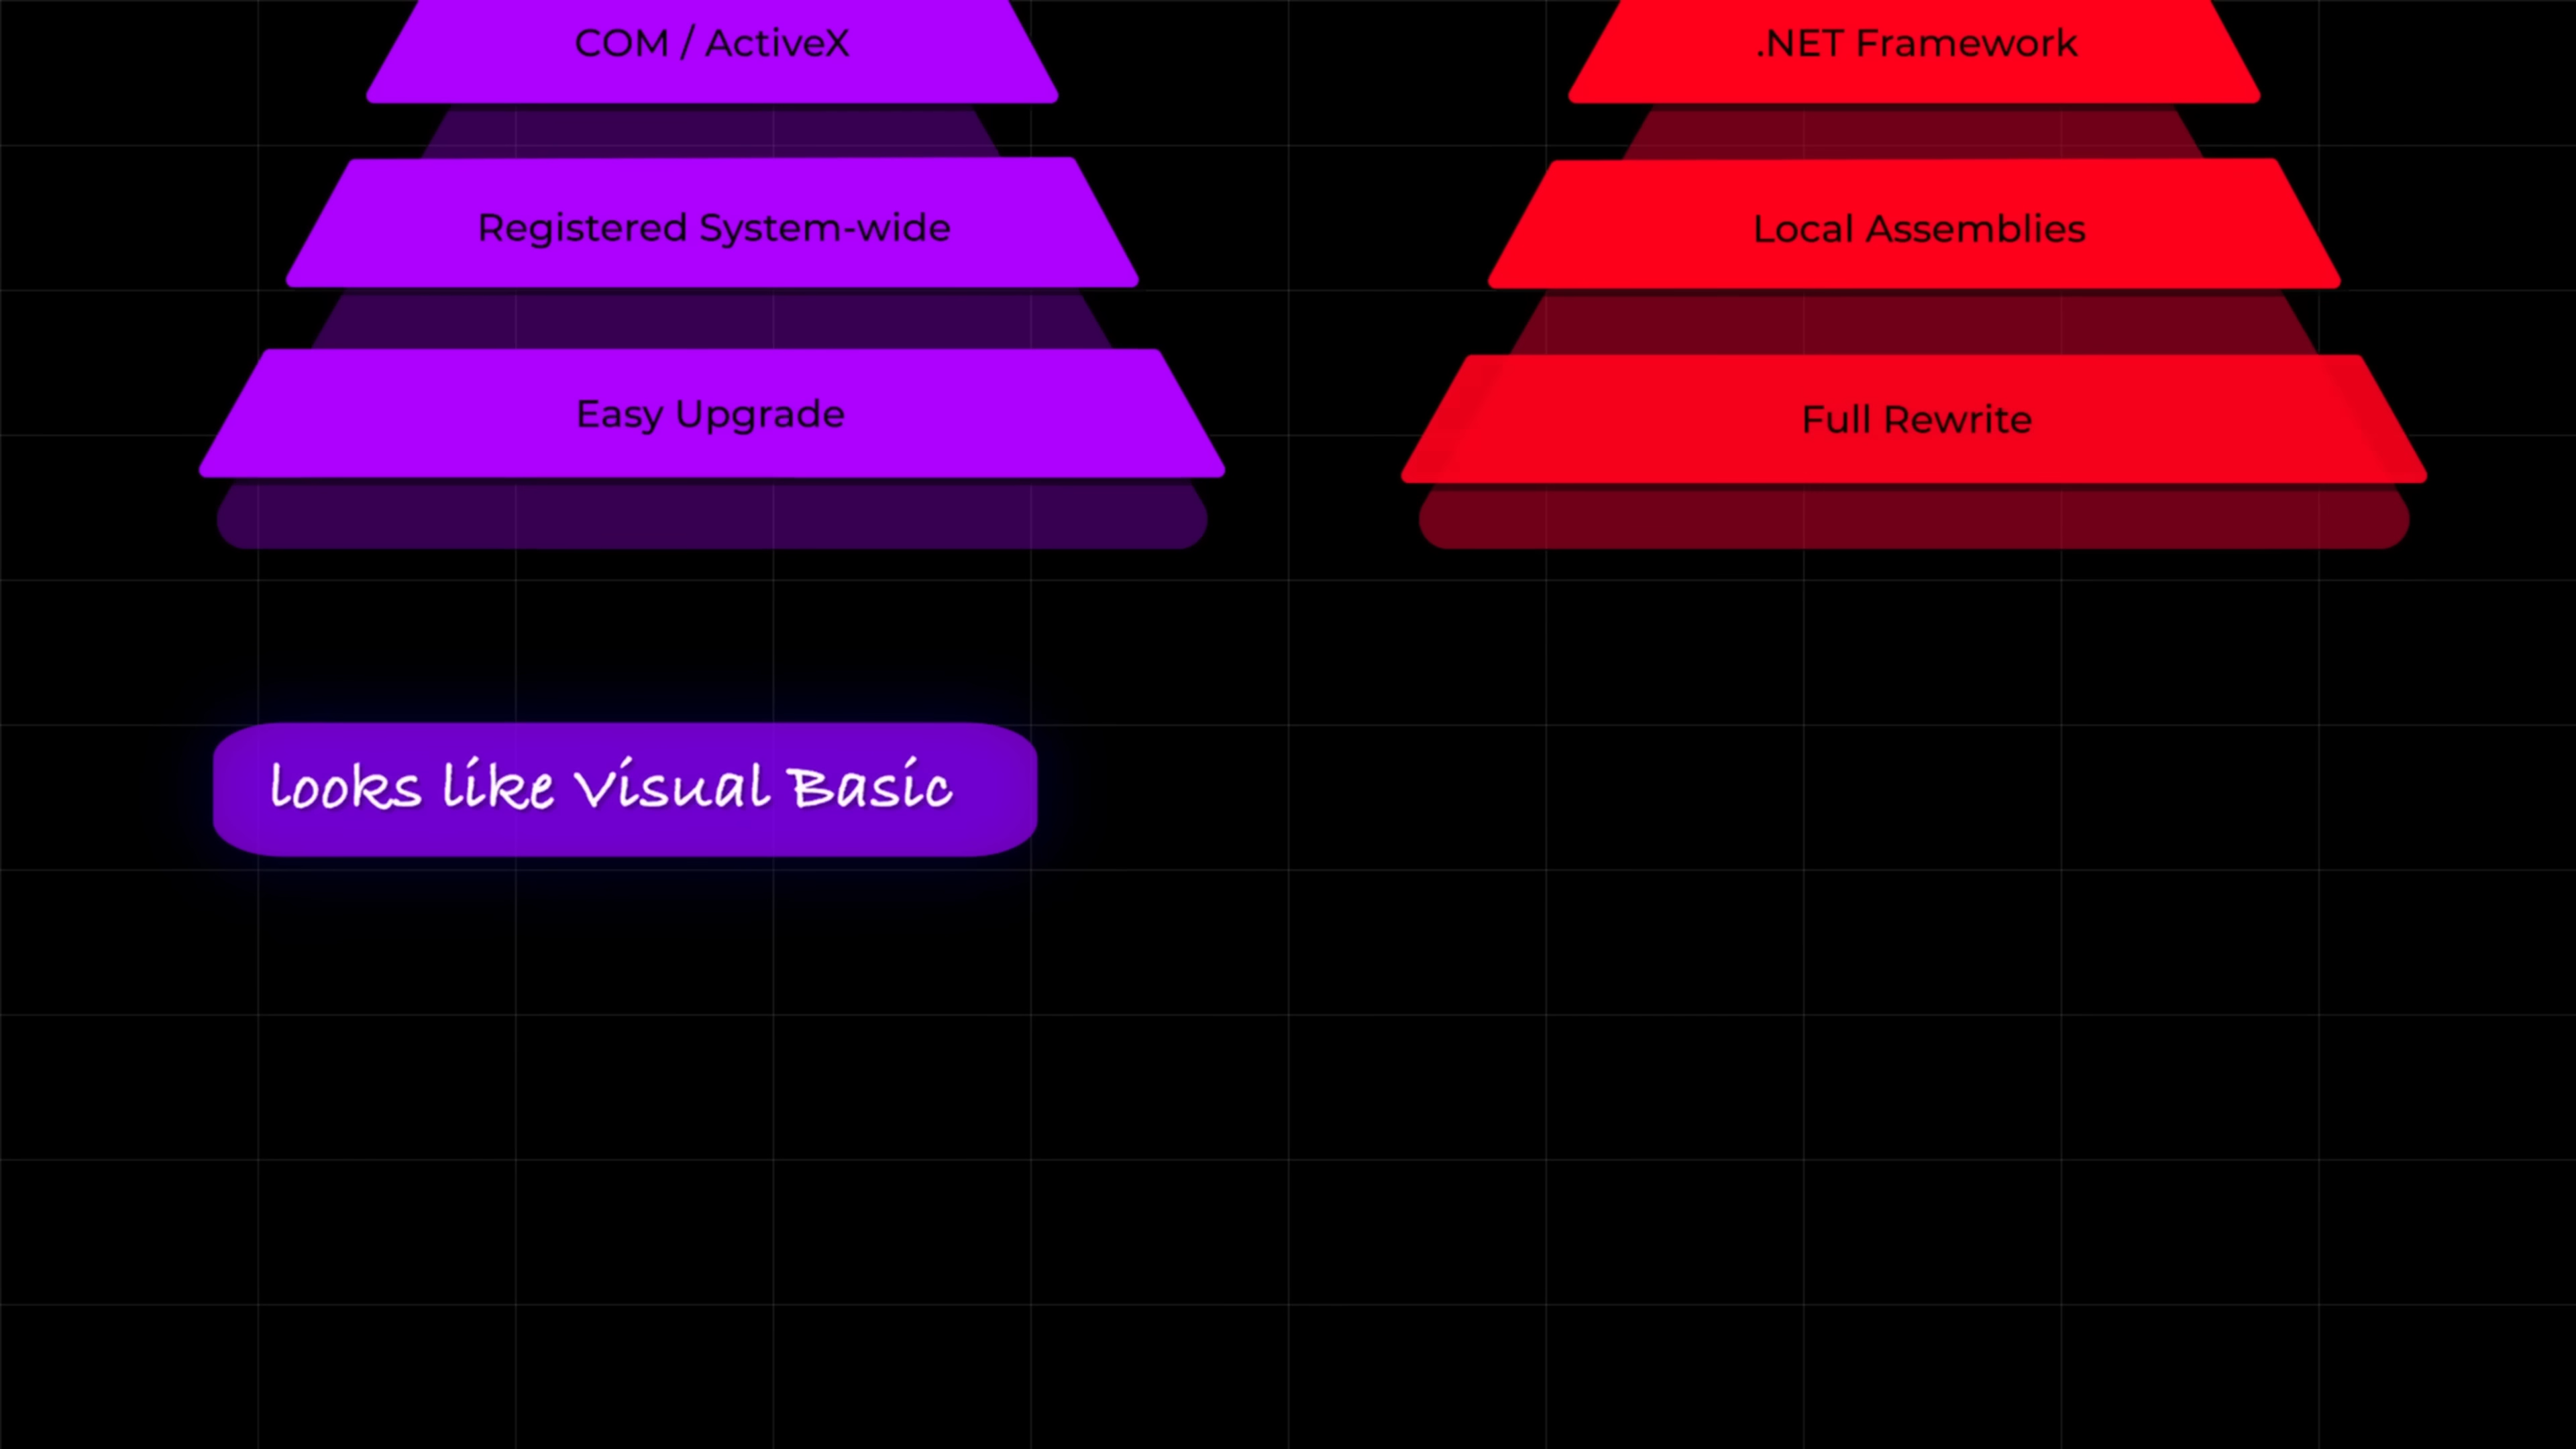 COM / ActiveX
Registered System-wide
Easy Upgrade
.NET Framework
Local Assemblies
Full Rewrite
looks like Visual Basic